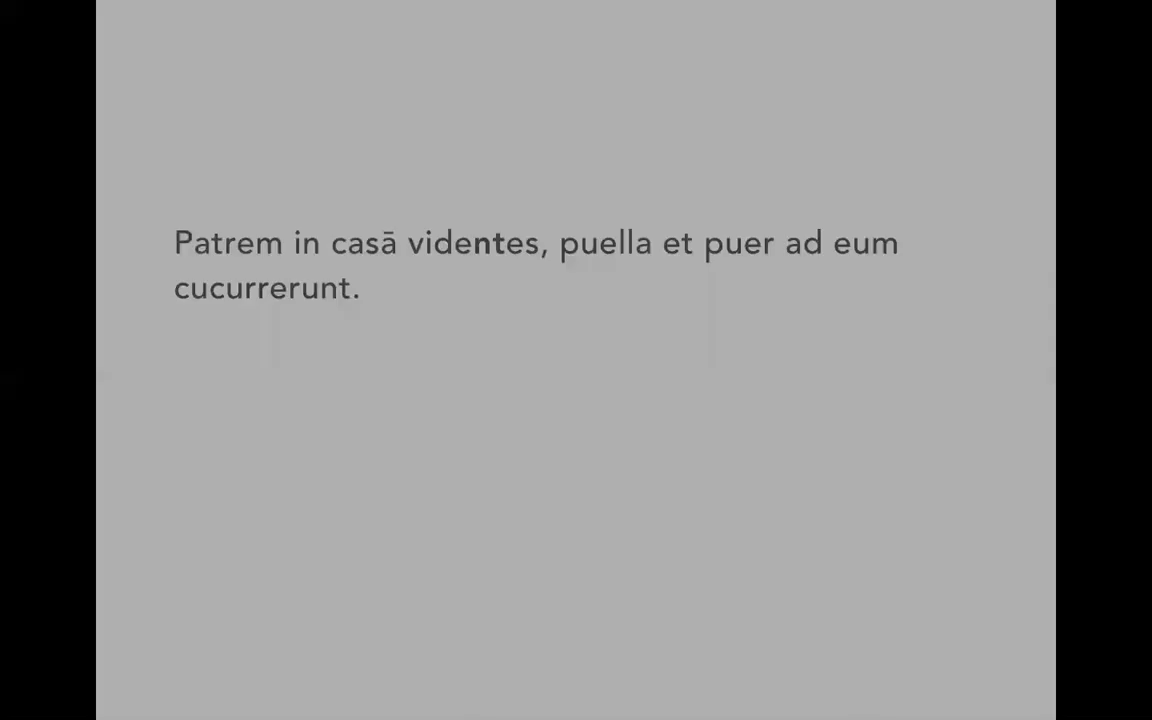 Patrem in casā videntes, puella et puer ad eum
cucurrerunt.